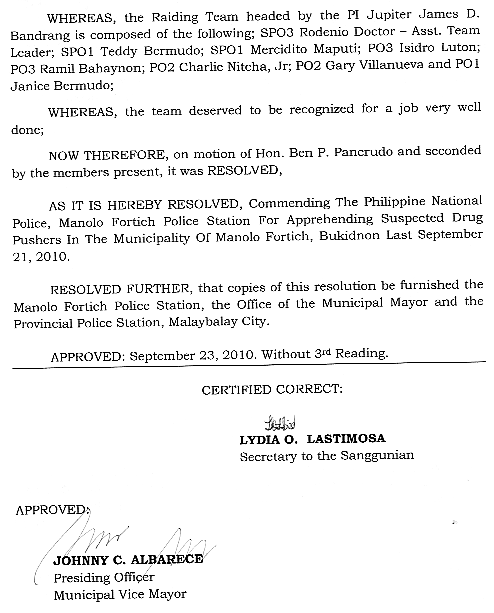 WHEREAS, the Raiding Team headed by the PI Jupiter James D.
Bandrang is composed of the following; SPO3 Rodenio Doctor – Asst. Team
Leader; SPO1 Teddy Bermudo; SPO1 Mercidito Maputi; PO3 Isidro Luton;
PO3 Ramil Bahaynon; PO2 Charlie Nitcha, Jr; PO2 Gary Villanueva and PO1
Janice Bermudo;
WHEREAS, the team deserved to be recognized for a job very well
done;
NOW THEREFORE, on motion of Hon. Ben P. Pancrudo and seconded
by the members present, it was RESOLVED,
AS IT IS HEREBY RESOLVED, Commending The Philippine National
Police, Manolo Fortich Police Station For Apprehending Suspected Drug
Pushers In The Municipality Of Manolo Fortich, Bukidnon Last September
21, 2010.
RESOLVED FURTHER, that copies of this resolution be furnished the
Manolo Fortich Police Station, the Office of the Municipal Mayor and the
Provincial Police Station, Malaybalay City.
APPROVED: September 23, 2010. Without 3rd Reading.
CERTIFIED CORRECT:
LYDIA O. LASTIMOSA
Secretary to the Sanggunian
APPROVED:
JOHNNY C. ALBARECE
Presiding Officer
Municipal Vice Mayor